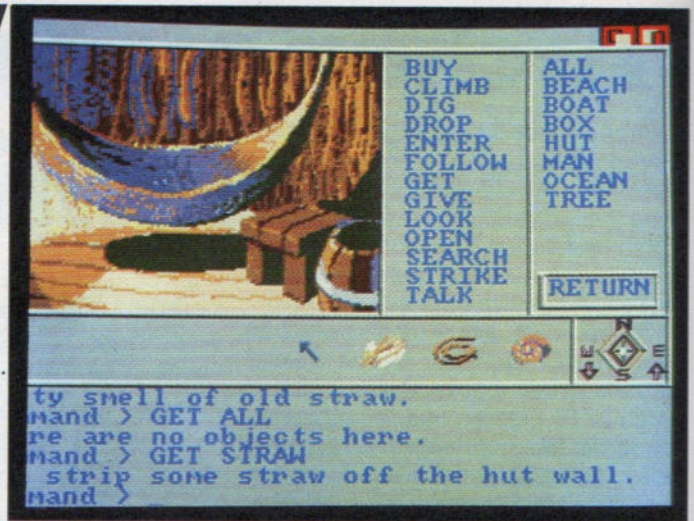 BUY
CLIMB
DIG
DROP
ENTER
FOLLOW
GET
GIVE
LOOK
OPEN
SEARCH
STRIKE
TALK
ALL
BEACH
BOAT
BOX
HUT
MAN
OCEAN
TREE
RETURN
N
W E
S
ty smell of old straw.
mand > GET ALL
re are no objects here.
mand > GET STRAW
strip some straw off the hut wall.
mand > _